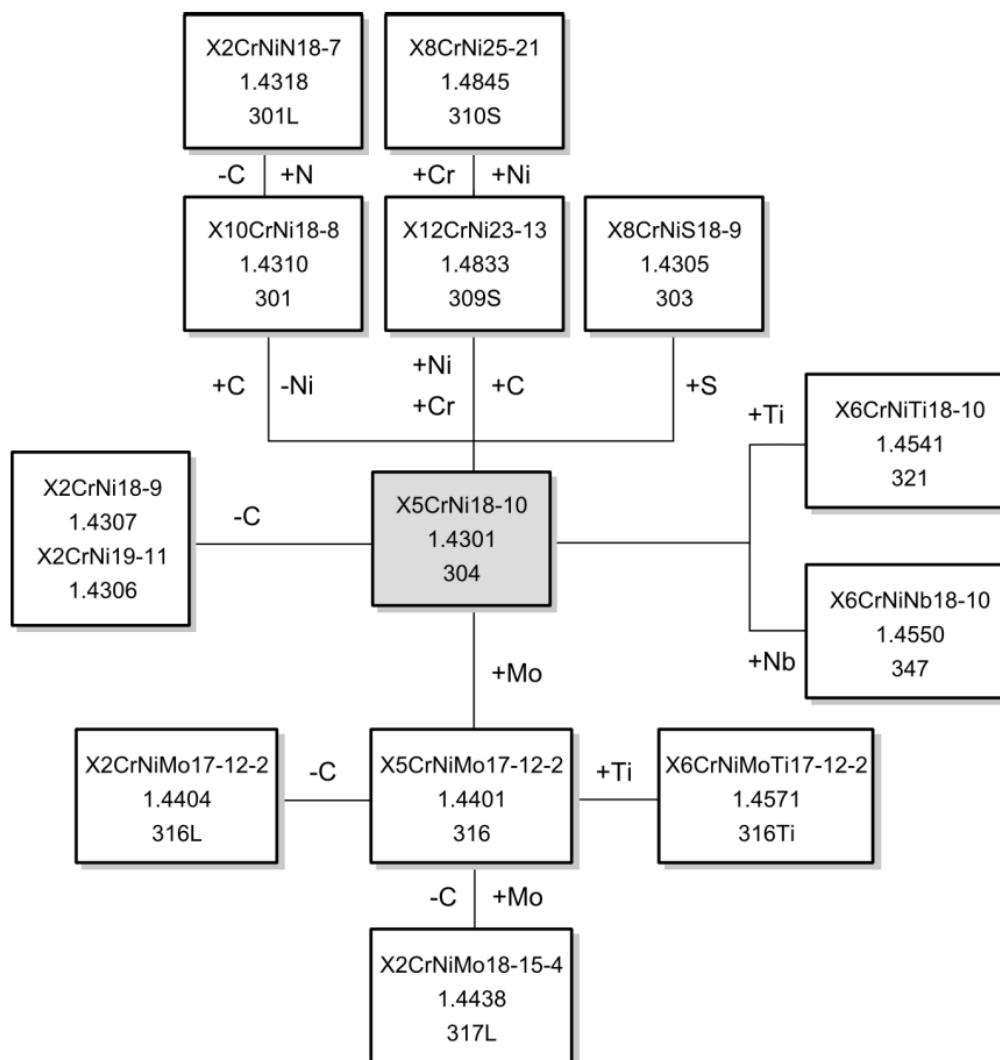 X2CrNiN18-7
1.4318
301L
X8CrNi25-21
1.4845
310S
-C +N
+Cr +Ni
X10CrNi18-8
1.4310
301
X12CrNi23-13
1.4833
309S
X8CrNiS18-9
1.4305
303
+C -Ni
+Ni
+Cr
+C
+S
X2CrNi18-9
1.4307
X2CrNi19-11
1.4306
-C
X5CrNi18-10
1.4301
304
+Ti
X6CrNiTi18-10
1.4541
321
+Nb
X6CrNiNb18-10
1.4550
347
+Mo
X2CrNiMo17-12-2
1.4404
316L
-C
X5CrNiMo17-12-2
1.4401
316
+Ti
X6CrNiMoTi17-12-2
1.4571
316Ti
-C +Mo
X2CrNiMo18-15-4
1.4438
317L